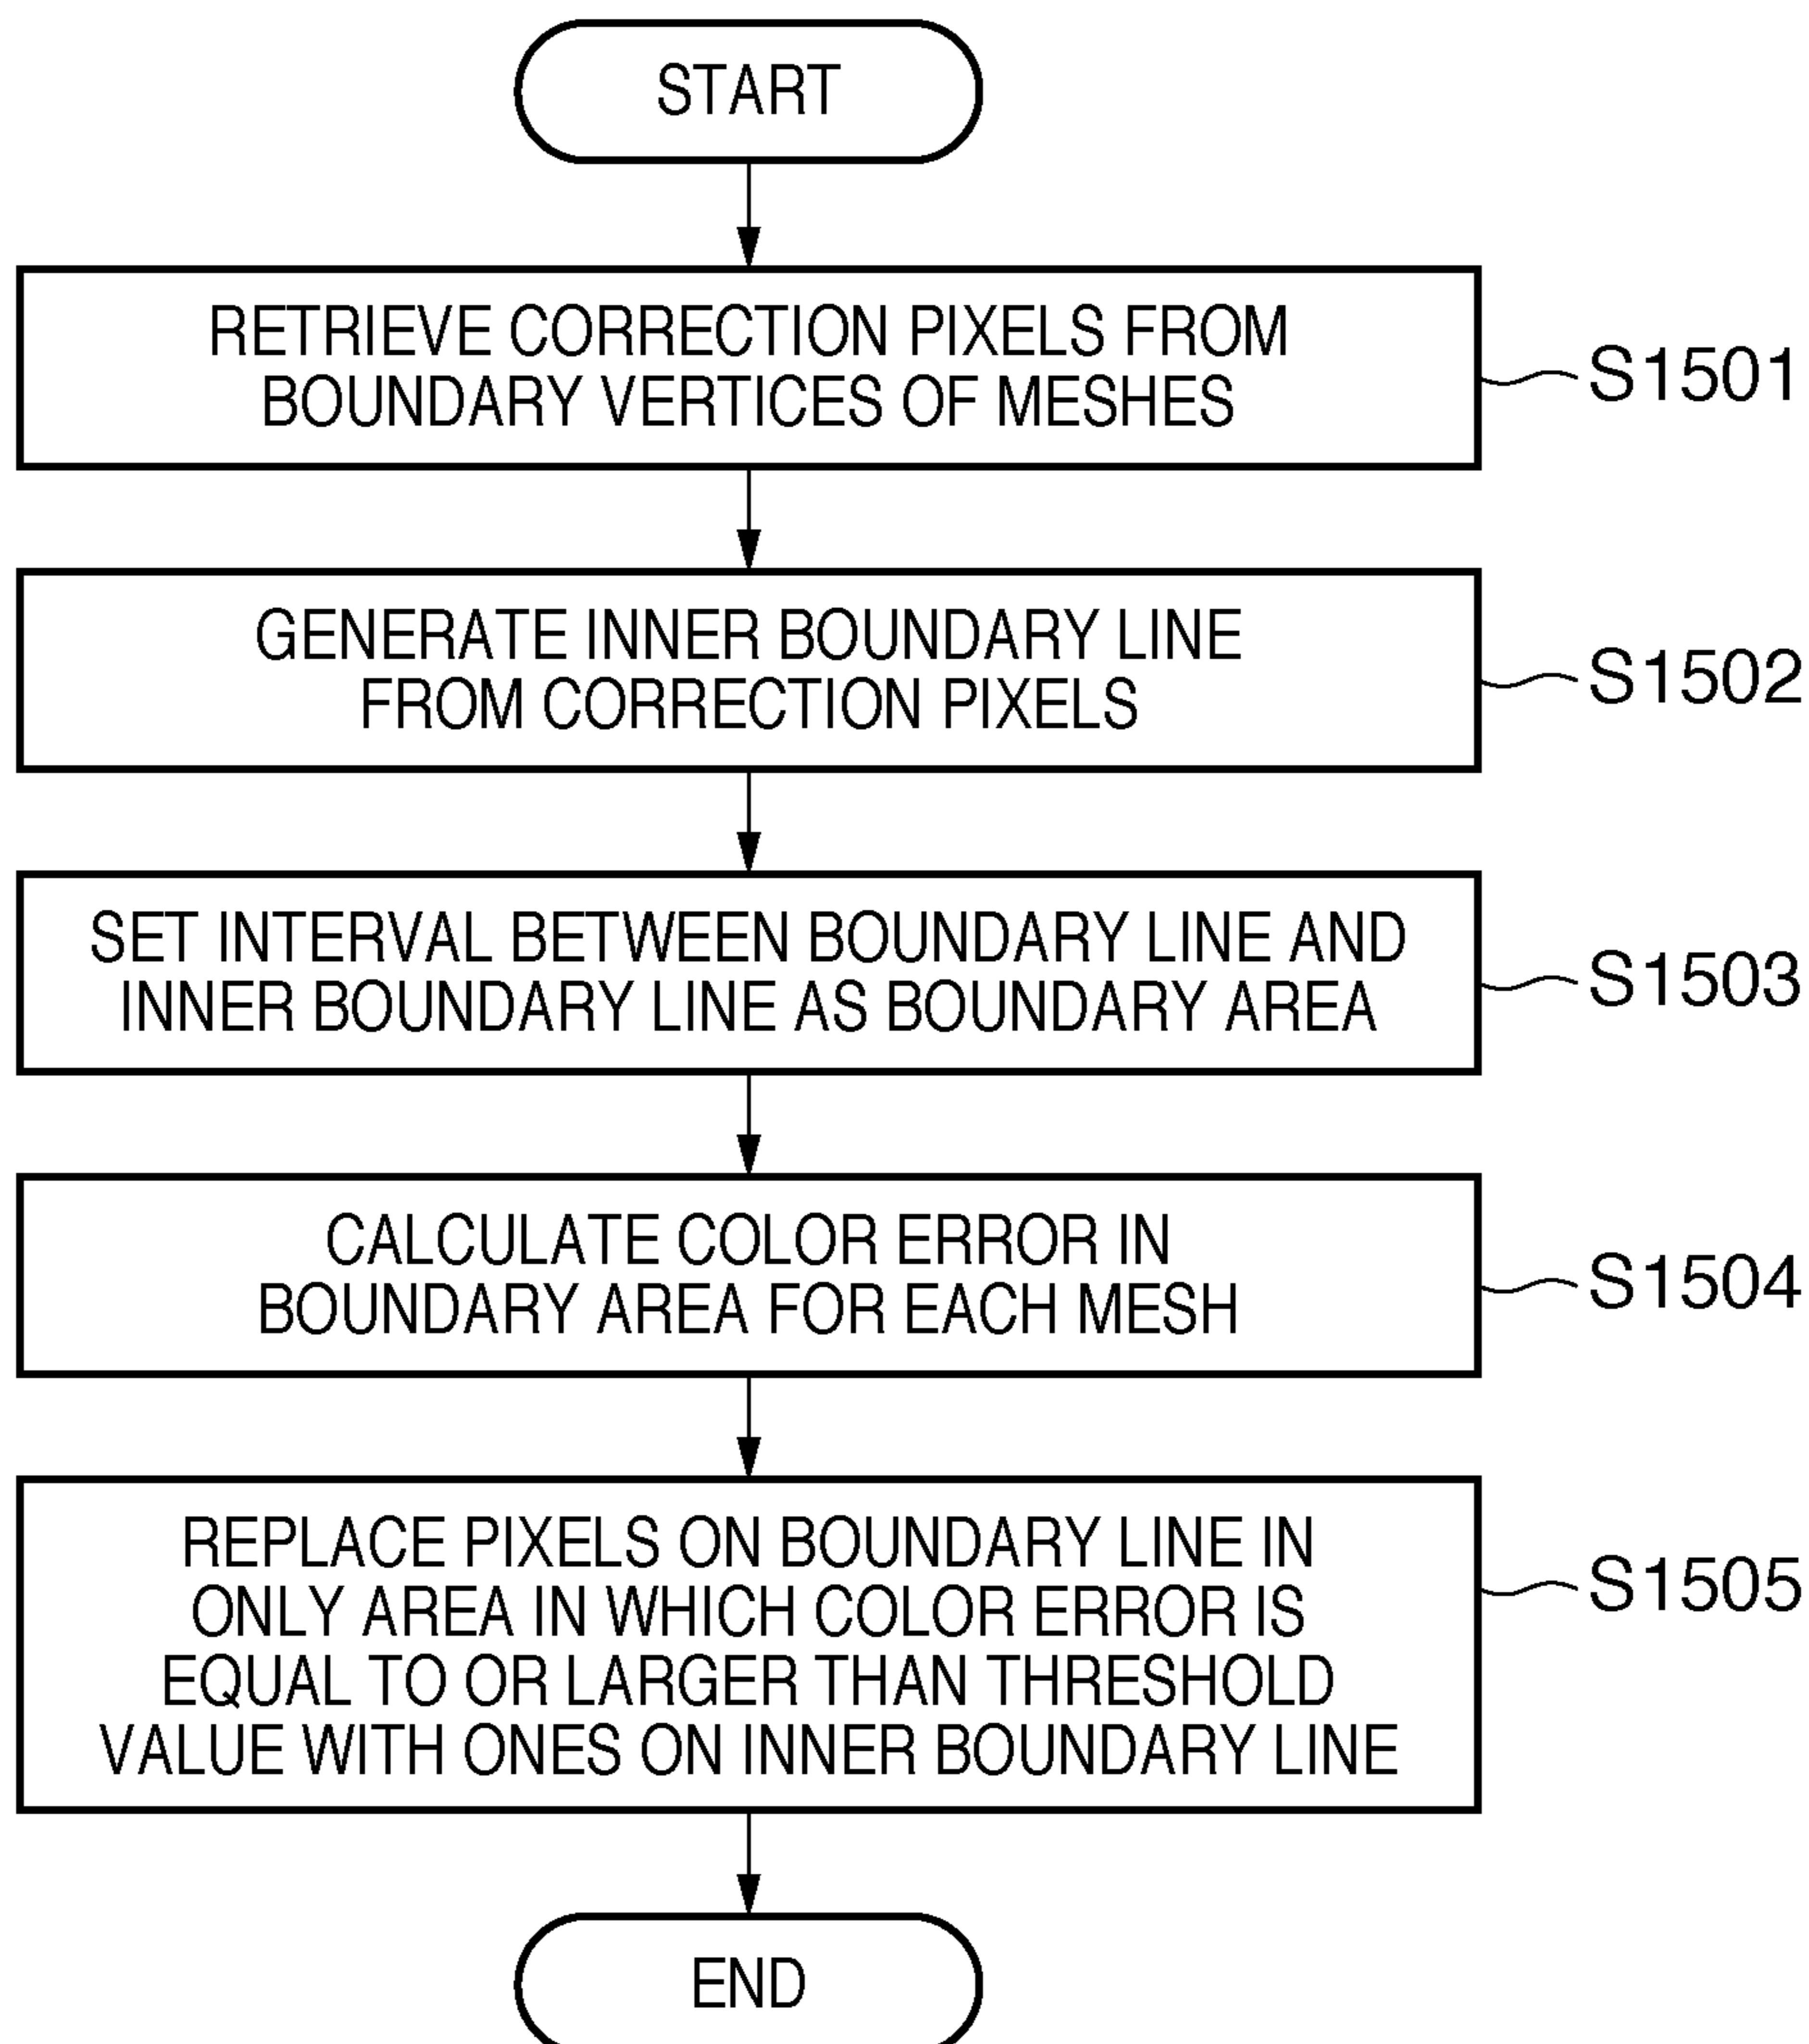 START
RETRIEVE CORRECTION PIXELS FROM
BOUNDARY VERTICES OF MESHES
S1501
GENERATE INNER BOUNDARY LINE
FROM CORRECTION PIXELS
S1502
SET INTERVAL BETWEEN BOUNDARY LINE AND
INNER BOUNDARY LINE AS BOUNDARY AREA
S1503
CALCULATE COLOR ERROR IN
BOUNDARY AREA FOR EACH MESH
S1504
REPLACE PIXELS ON BOUNDARY LINE IN
ONLY AREA IN WHICH COLOR ERROR IS
EQUAL TO OR LARGER THAN THRESHOLD
VALUE WITH ONES ON INNER BOUNDARY LINE
S1505
END